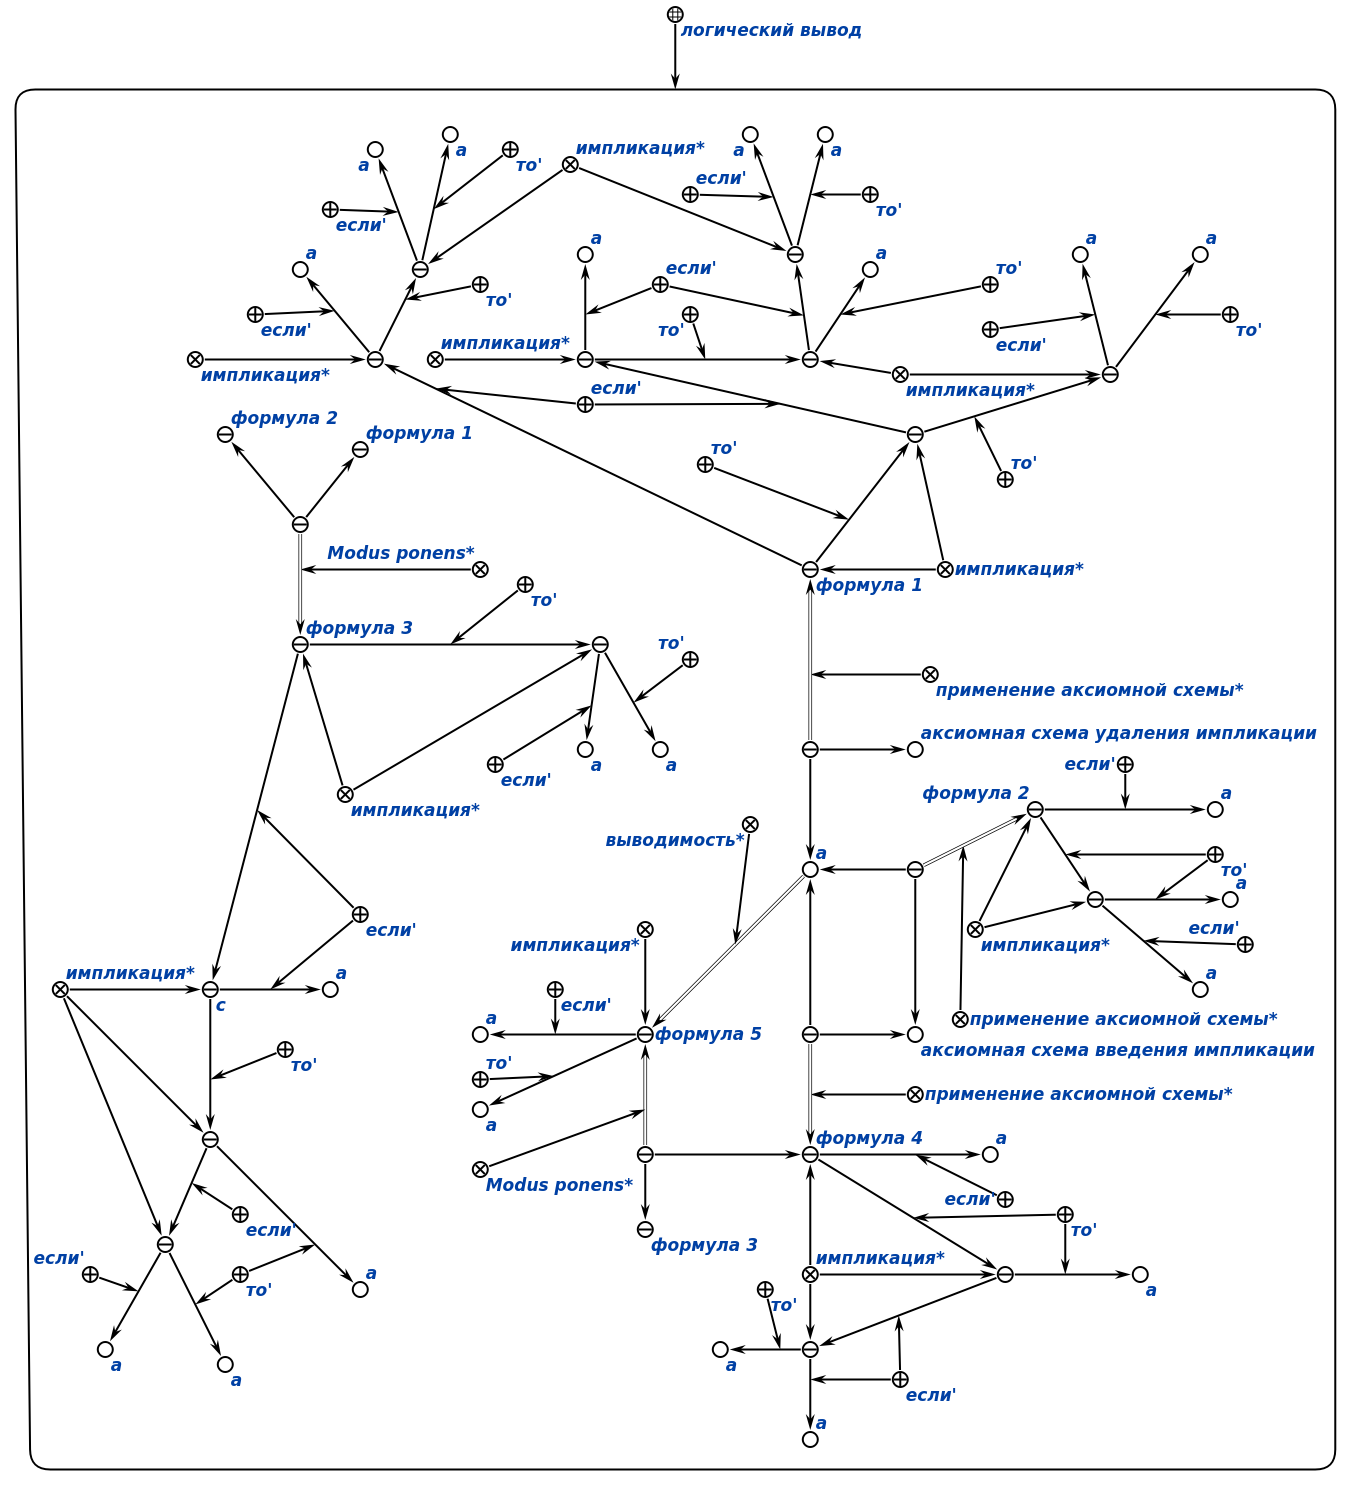 логический вывод
а
а
то'
импликация*
а
а
если'
то'
если'
а
а
если'
а
то'
а
а
если'
то'
импликация*
если'
то'
импликация*
то'
если'
то'
импликация*
если'
формула 2
формула 1
то'
то'
Modus ponens*
импликация*
формула 1
то'
формула 3
то'
применение аксиомной схемы*
аксиомная схема удаления импликации
если'
а
а
если'
импликация*
формула 2
а
выводимость*
а
то'
а
если'
импликация*
импликация*
если'
а
импликация*
а
с
если'
а
применение аксиомной схемы*
формула 5
аксиомная схема введения импликации
то'
то'
применение аксиомной схемы*
а
формула 4
а
Modus ponens*
если'
если'
то'
формула 3
импликация*
если'
то'
а
то'
а
а
а
если'
а
а